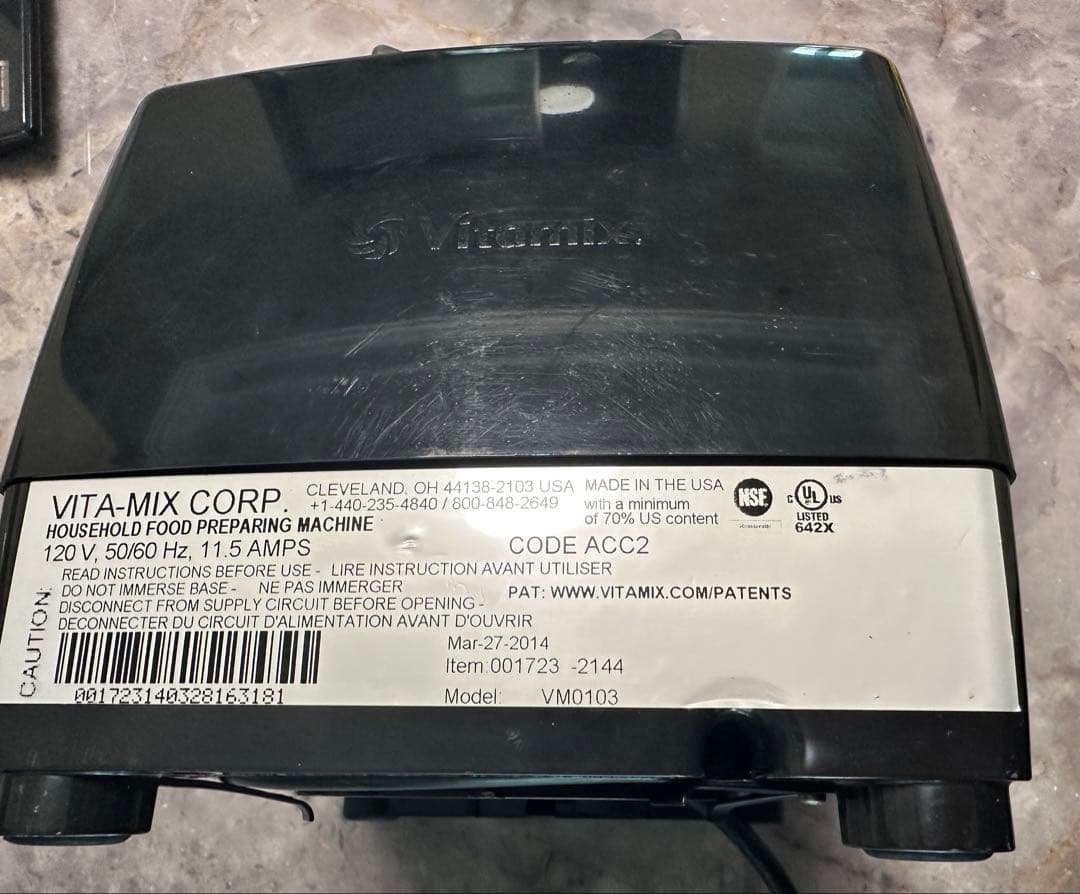 Vitamix
VITA-MIX CORP.
CLEVELAND, OH 44138-2103 USA
+1-440-235-4840 / 800-848-2649
MADE IN THE USA
with a minimum
of 70% US content
NSF
C UL US
LISTED
642X
HOUSEHOLD FOOD PREPARING MACHINE
120 V, 50/60 Hz, 11.5 AMPS
CODE ACC2
CAUTION:
READ INSTRUCTIONS BEFORE USE - LIRE INSTRUCTION AVANT UTILISER
DO NOT IMMERSE BASE - NE PAS IMMERGER
DISCONNECT FROM SUPPLY CIRCUIT BEFORE OPENING -
DECONNECTER DU CIRCUIT D'ALIMENTATION AVANT D'OUVRIR
PAT: WWW.VITAMIX.COM/PATENTS
001723140328163181
Mar-27-2014
Item:001723 -2144
Model: VM0103